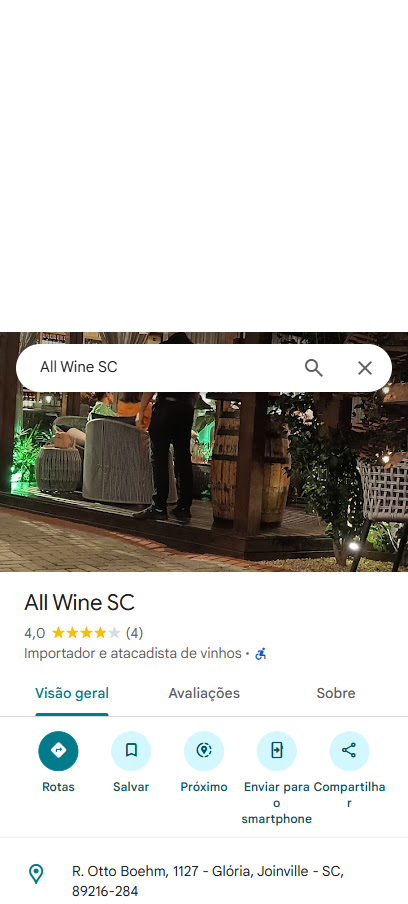 All Wine SC
All Wine SC
4,0 (4)
Importador e atacadista de vinhos ·
Visão geral Avaliações Sobre
Rotas Salvar Próximo Enviar para o smartphone Compartilhar
R. Otto Boehm, 1127 - Glória, Joinville - SC,
89216-284